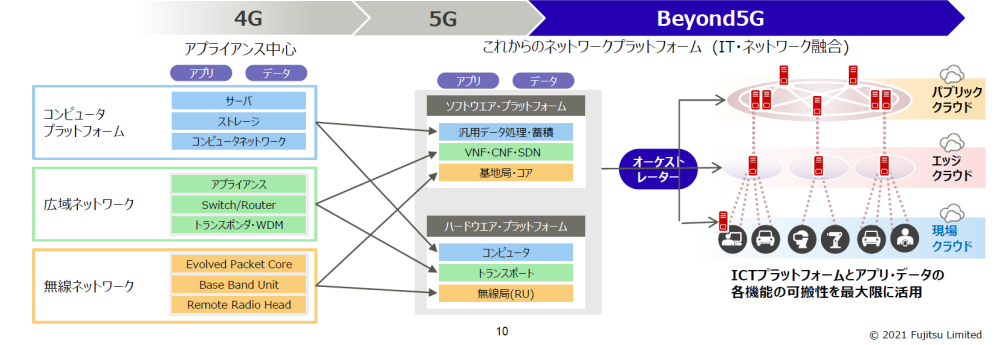 4G
5G
Beyond5G
アプライアンス中心
これからのネットワークプラットフォーム（IT・ネットワーク融合）
アプリ
データ
コンピュータ
プラットフォーム
サーバ
ストレージ
コンピュータネットワーク
広域ネットワーク
アプライアンス
Switch/Router
トランスポンダ・WDM
無線ネットワーク
Evolved Packet Core
Base Band Unit
Remote Radio Head
アプリ
データ
ソフトウエア・プラットフォーム
汎用データ処理・蓄積
VNF・CNF・SDN
基地局・コア
ハードウエア・プラットフォーム
コンピュータ
トランスポート
無線局(RU)
オーケスト
レーター
パブリック
クラウド
エッジ
クラウド
現場
クラウド
ICTプラットフォームとアプリ・データの
各機能の可搬性を最大限に活用
10
© 2021 Fujitsu Limited